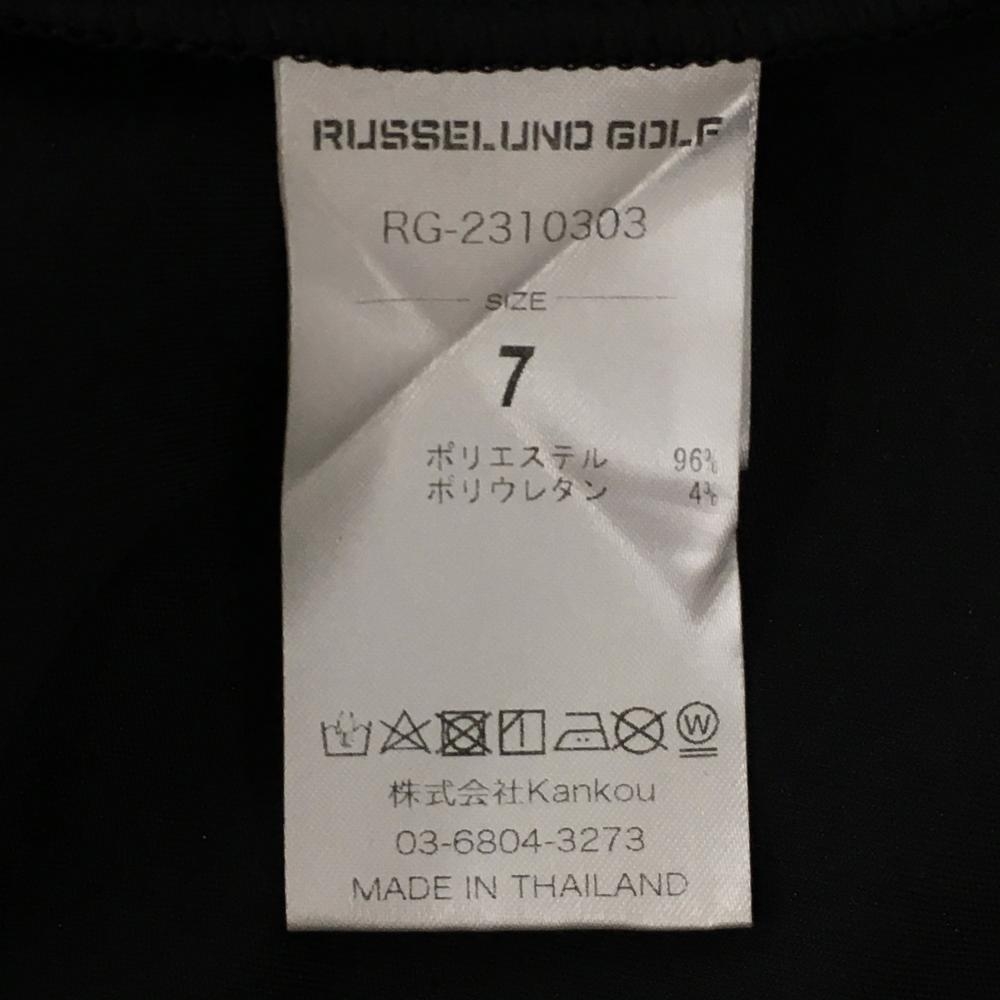 RUSSELUNO GOLF
RG-2310303
SIZE
7
ポリエステル 96%
ポリウレタン 4%
W
株式会社Kankou
03-6804-3273
MADE IN THAILAND